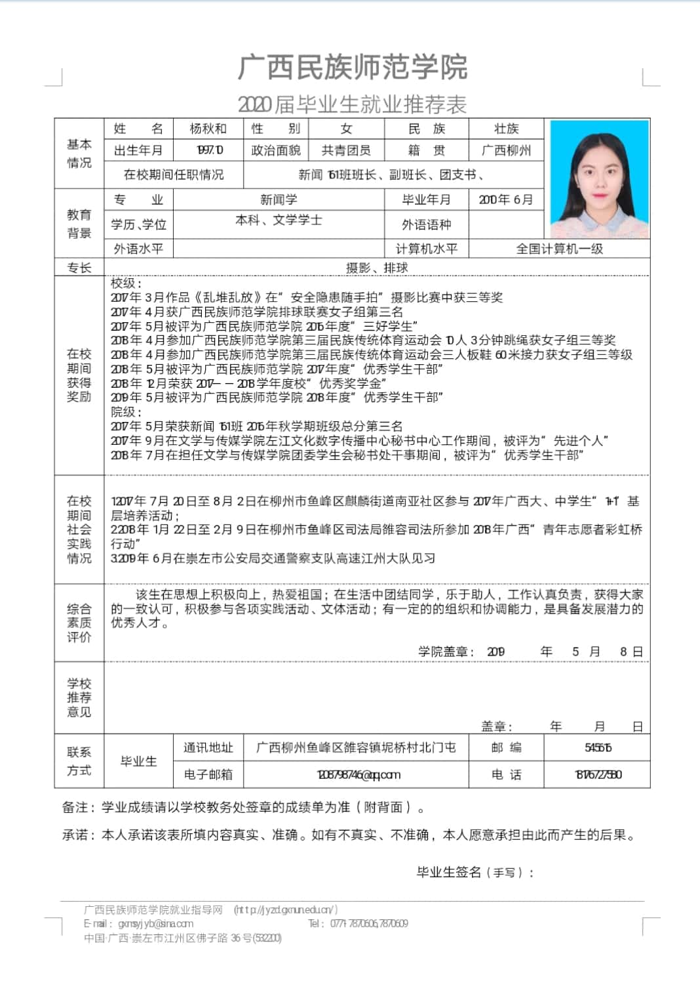 广西民族师范学院
2020届毕业生就业推荐表
基本情况 姓 名 杨秋和 性 别 女 民 族 壮族
出生年月 1997.10 政治面貌 共青团员 籍 贯 广西柳州
在校期间任职情况 新闻161班班长、副班长、团支书、
教育背景 专 业 新闻学 毕业年月 2010年6月
学历、学位 本科、文学学士 外语语种
外语水平 计算机水平 全国计算机一级
专长 摄影、排球
在校期间获得奖励
校级：
2017年3月作品《乱堆乱放》在“安全隐患随手拍”摄影比赛中获三等奖
2017年4月获广西民族师范学院排球联赛女子组第三名
2017年5月被评为广西民族师范学院2016年度“三好学生”
2018年4月参加广西民族师范学院第三届民族传统体育运动会10人3分钟跳绳获女子组三等奖
2018年4月参加广西民族师范学院第三届民族传统体育运动会三人板鞋60米接力获女子组三等级
2018年5月被评为广西民族师范学院2017年度“优秀学生干部”
2018年12月荣获2017——2018学年度校“优秀奖学金”
2019年5月被评为广西民族师范学院2018年度“优秀学生干部”
院级：
2017年5月荣获新闻161班2016年秋学期班级总分第三名
2017年9月在文学与传媒学院左江文化数字传播中心秘书中心工作期间，被评为“先进个人”
2018年7月在担任文学与传媒学院团委学生会秘书处干事期间，被评为“优秀学生干部”
在校期间社会实践情况
1.2017年7月20日至8月2日在柳州市鱼峰区麒麟街道南亚社区参与2017年广西大、中学生“1+1”基
层培养活动；
2.2018年1月22日至2月9日在柳州市鱼峰区司法局雒容司法所参加2018年广西“青年志愿者彩虹桥
行动”
3.2019年6月在崇左市公安局交通警察支队高速江州大队见习
综合素质评价
该生在思想上积极向上，热爱祖国；在生活中团结同学，乐于助人，工作认真负责，获得大家
的一致认可，积极参与各项实践活动、文体活动；有一定的的组织和协调能力，是具备发展潜力的
优秀人才。
学院盖章： 2019 年 5 月 8 日
学校推荐意见
盖章： 年 月 日
联系方式 毕业生 通讯地址 广西柳州鱼峰区雒容镇坭桥村北门屯 邮 编 545616
电子邮箱 1208798746@qq.com 电 话 18176727580
备注：学业成绩请以学校教务处签章的成绩单为准（附背面）。
承诺：本人承诺该表所填内容真实、准确。如有不真实、不准确，本人愿意承担由此而产生的后果。
毕业生签名（手写）：
广西民族师范学院就业指导网 (http://jyzd.gxnun.edu.cn/)
E-mail：gxnsyjyb@sina.com Tel：0771-7870606,7870609
中国·广西·崇左市江州区佛子路36号(532200)